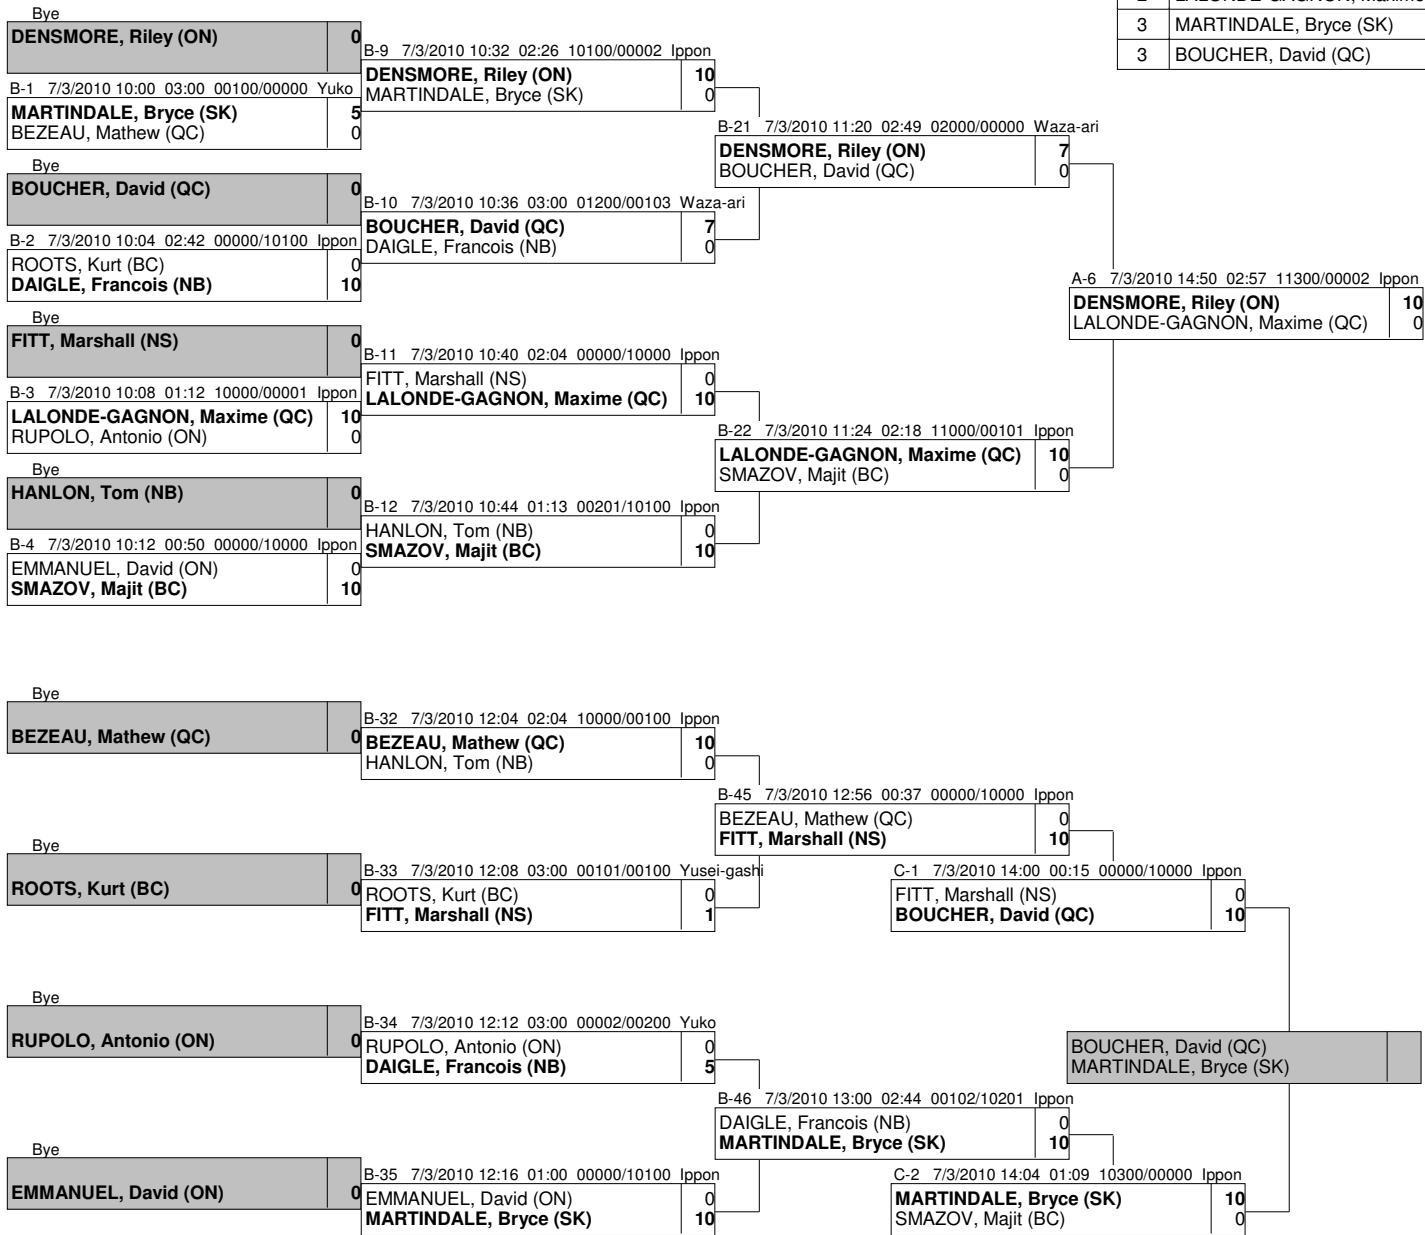 Bye
DENSMORE, Riley (ON) 0
B-1 7/3/2010 10:00 03:00 00100/00000 Yuko
MARTINDALE, Bryce (SK) 5
BEZEAU, Mathew (QC) 0
Bye
BOUCHER, David (QC) 0
B-2 7/3/2010 10:04 02:42 00000/10100 Ippon
ROOTS, Kurt (BC) 0
DAIGLE, Francois (NB) 10
Bye
FITT, Marshall (NS) 0
B-3 7/3/2010 10:08 01:12 10000/00001 Ippon
LALONDE-GAGNON, Maxime (QC) 10
RUPOLO, Antonio (ON) 0
Bye
HANLON, Tom (NB) 0
B-4 7/3/2010 10:12 00:50 00000/10000 Ippon
EMMANUEL, David (ON) 0
SMAZOV, Majit (BC) 10
B-9 7/3/2010 10:32 02:26 10100/00002 Ippon
DENSMORE, Riley (ON) 10
MARTINDALE, Bryce (SK) 0
B-10 7/3/2010 10:36 03:00 01200/00103 Waza-ari
BOUCHER, David (QC) 7
DAIGLE, Francois (NB) 0
B-11 7/3/2010 10:40 02:04 00000/10000 Ippon
FITT, Marshall (NS) 0
LALONDE-GAGNON, Maxime (QC) 10
B-12 7/3/2010 10:44 01:13 00201/10100 Ippon
HANLON, Tom (NB) 0
SMAZOV, Majit (BC) 10
B-21 7/3/2010 11:20 02:49 02000/00000 Waza-ari
DENSMORE, Riley (ON) 7
BOUCHER, David (QC) 0
B-22 7/3/2010 11:24 02:18 11000/00101 Ippon
LALONDE-GAGNON, Maxime (QC) 10
SMAZOV, Majit (BC) 0
3 MARTINDALE, Bryce (SK)
3 BOUCHER, David (QC)
A-6 7/3/2010 14:50 02:57 11300/00002 Ippon
DENSMORE, Riley (ON) 10
LALONDE-GAGNON, Maxime (QC) 0
Bye
BEZEAU, Mathew (QC) 0
Bye
ROOTS, Kurt (BC) 0
Bye
RUPOLO, Antonio (ON) 0
Bye
EMMANUEL, David (ON) 0
B-32 7/3/2010 12:04 02:04 10000/00100 Ippon
BEZEAU, Mathew (QC) 10
HANLON, Tom (NB) 0
B-33 7/3/2010 12:08 03:00 00101/00100 Yusei-gashi
ROOTS, Kurt (BC) 0
FITT, Marshall (NS) 1
B-34 7/3/2010 12:12 03:00 00002/00200 Yuko
RUPOLO, Antonio (ON) 0
DAIGLE, Francois (NB) 5
B-35 7/3/2010 12:16 01:00 00000/10100 Ippon
EMMANUEL, David (ON) 0
MARTINDALE, Bryce (SK) 10
B-45 7/3/2010 12:56 00:37 00000/10000 Ippon
BEZEAU, Mathew (QC) 0
FITT, Marshall (NS) 10
B-46 7/3/2010 13:00 02:44 00102/10201 Ippon
DAIGLE, Francois (NB) 0
MARTINDALE, Bryce (SK) 10
C-1 7/3/2010 14:00 00:15 00000/10000 Ippon
FITT, Marshall (NS) 0
BOUCHER, David (QC) 10
C-2 7/3/2010 14:04 01:09 10300/00000 Ippon
MARTINDALE, Bryce (SK) 10
SMAZOV, Majit (BC) 0
BOUCHER, David (QC)
MARTINDALE, Bryce (SK)